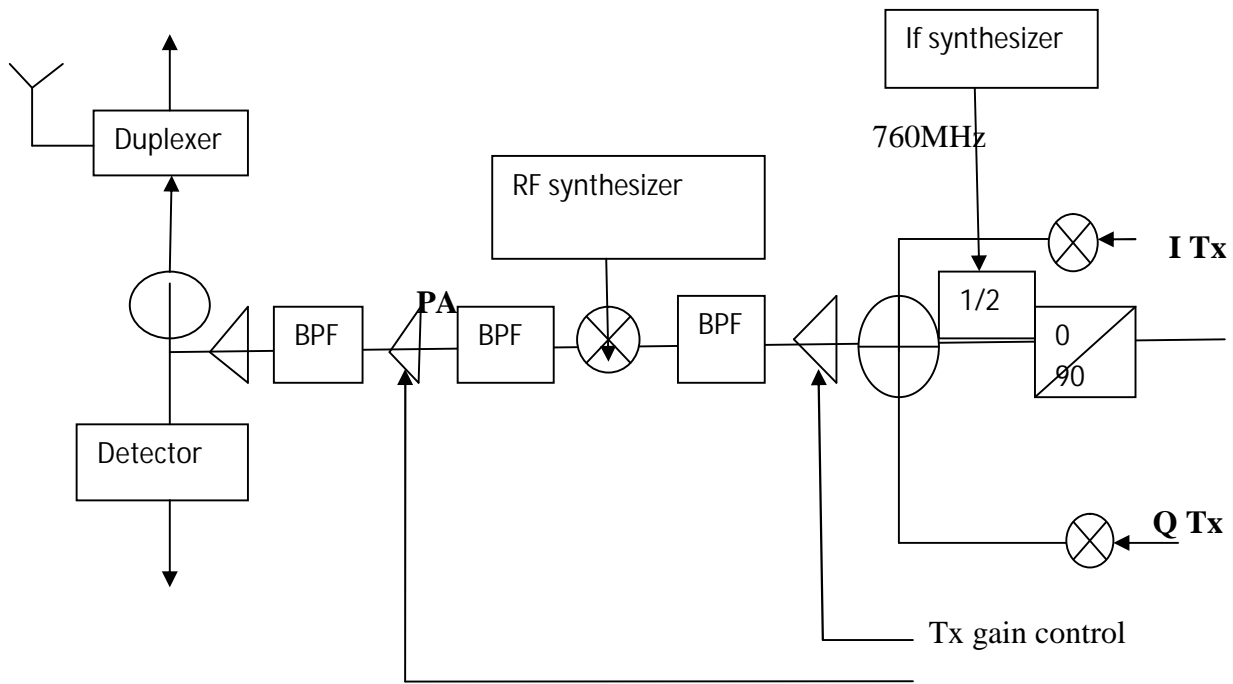 If synthesizer
760MHz
Duplexer
RF synthesizer
I Tx
1/2
PA
BPF
BPF
BPF
0
90
Detector
Q Tx
Tx gain control